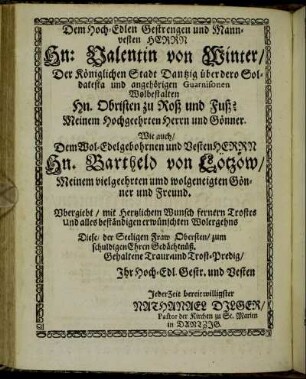 Dem Hoch-Edlen Gestrengen und Mann-
vesten HERRN
Hn: Valentin von Winter/
Der Königlichen Stadt Dantzig über dero Sol-
datesta und angehörigen Guarnisonen
Wolbestalten
Hn. Obristen zu Roß und Fuß:
Meinem Hochgeehrten Herrn und Gönner.
Wie auch/
Dem Wol-Edelgebohrnen und Vesten HERRN
Hn. Bartheld von Lotzow/
Meinem vielgeehrten und wolgeneigten Gön-
ner und Freund.
Ubergiebt/ mit Hertzlichem Wunsch fernern Trostes
Und alles beständigen erwünschten Wolergehns
Diese/ der Seeligen Fraw Obersten/ zum
schuldigen Ehren Gedächtnüß,
Gehaltene Traur und Trost-Predig/
Ihr Hoch-Edl. Gestr. und Vesten
Jederzeit bereitwilligster
NATHANAEL DILGER/
Pastor der Kirchen zu St. Marien
in DANTZIG.